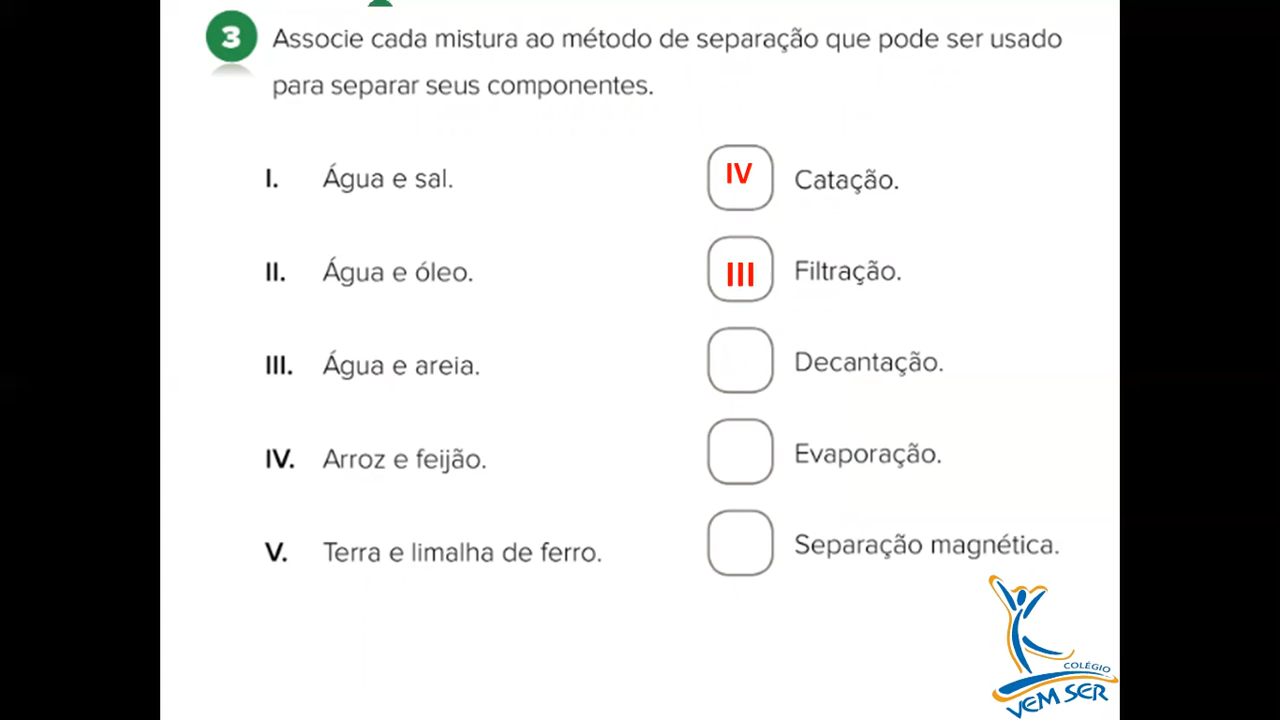 3 Associe cada mistura ao método de separação que pode ser usado
para separar seus componentes.
I. Água e sal.
IV Catação.
II. Água e óleo.
III Filtração.
III. Água e areia.
Decantação.
IV. Arroz e feijão.
Evaporação.
V. Terra e limalha de ferro.
Separação magnética.
COLÉGIO
VEM SER